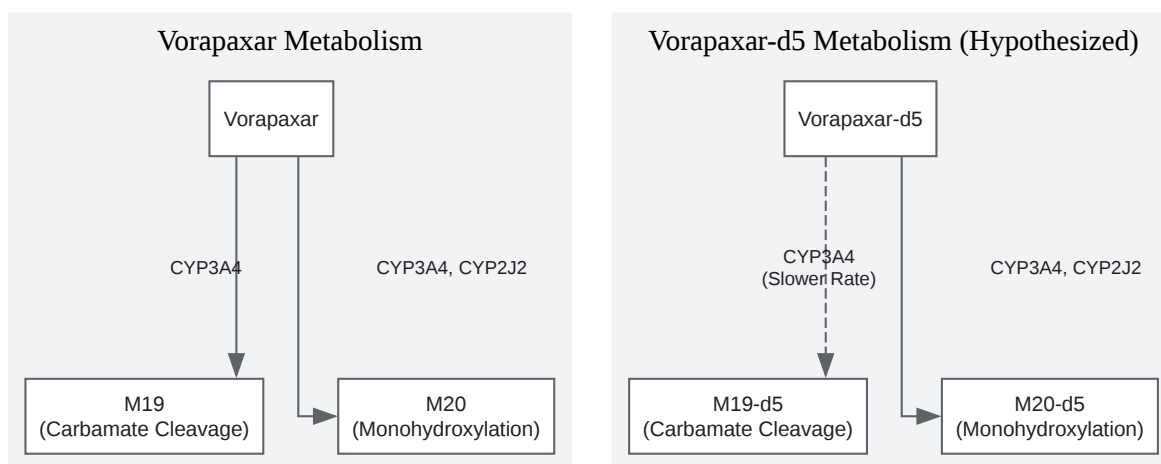 Vorapaxar Metabolism
Vorapaxar
CYP3A4
CYP3A4, CYP2J2
M19
(Carbamate Cleavage)
M20
(Monohydroxylation)
Vorapaxar-d5 Metabolism (Hypothesized)
Vorapaxar-d5
CYP3A4
(Slower Rate)
CYP3A4, CYP2J2
M19-d5
(Carbamate Cleavage)
M20-d5
(Monohydroxylation)